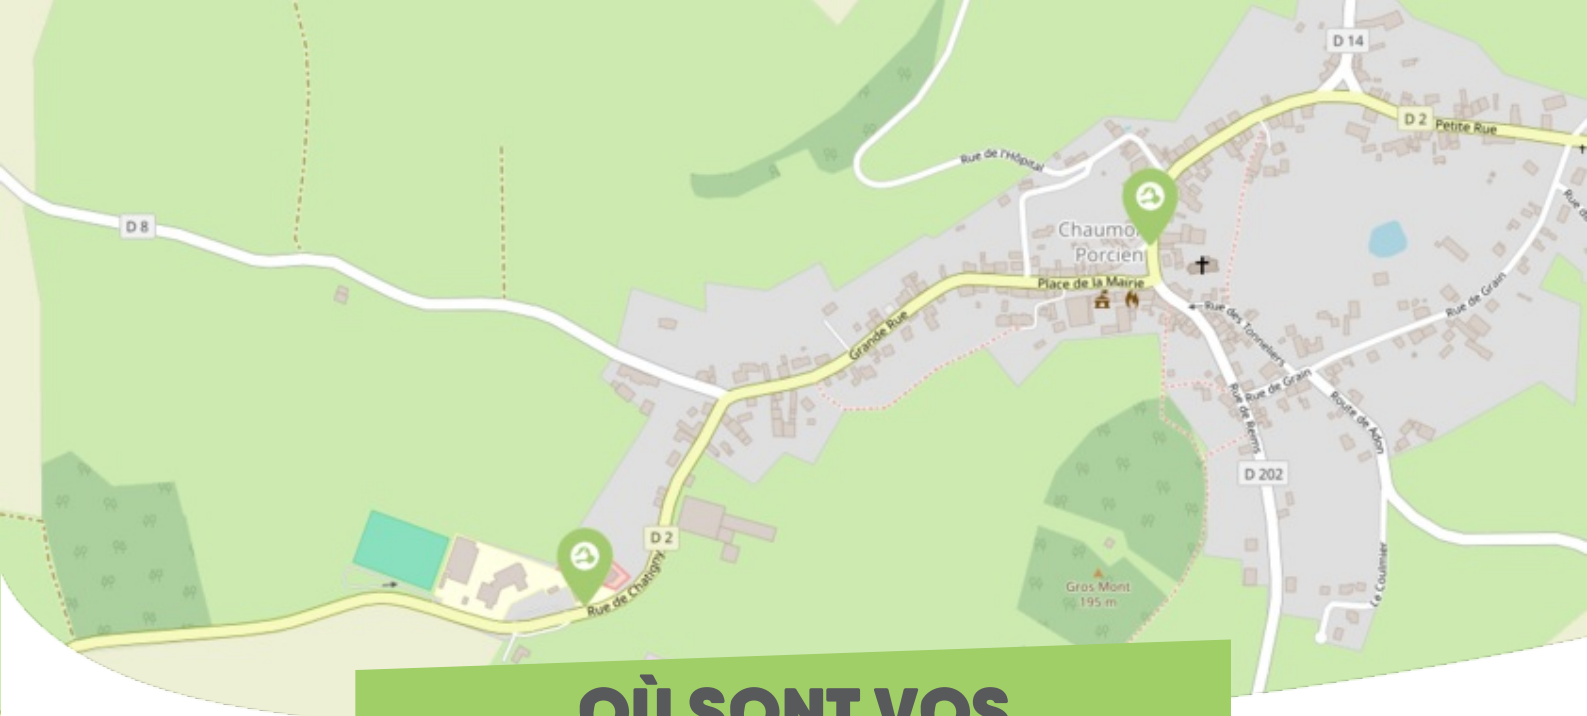 D 14
D 2
Petite Rue
Rue de l'Hôpital
D 8
Porcien
Place de la Mairie
Rue des Tonneliers
Rue de Grain
Grande Rue
Rue de Grain
Rue de Reims
Route de Adon
D 202
D 2
Rue de Chatigny
Gros Mont
195 m
Le Coulmier
OÙ SONT VOS